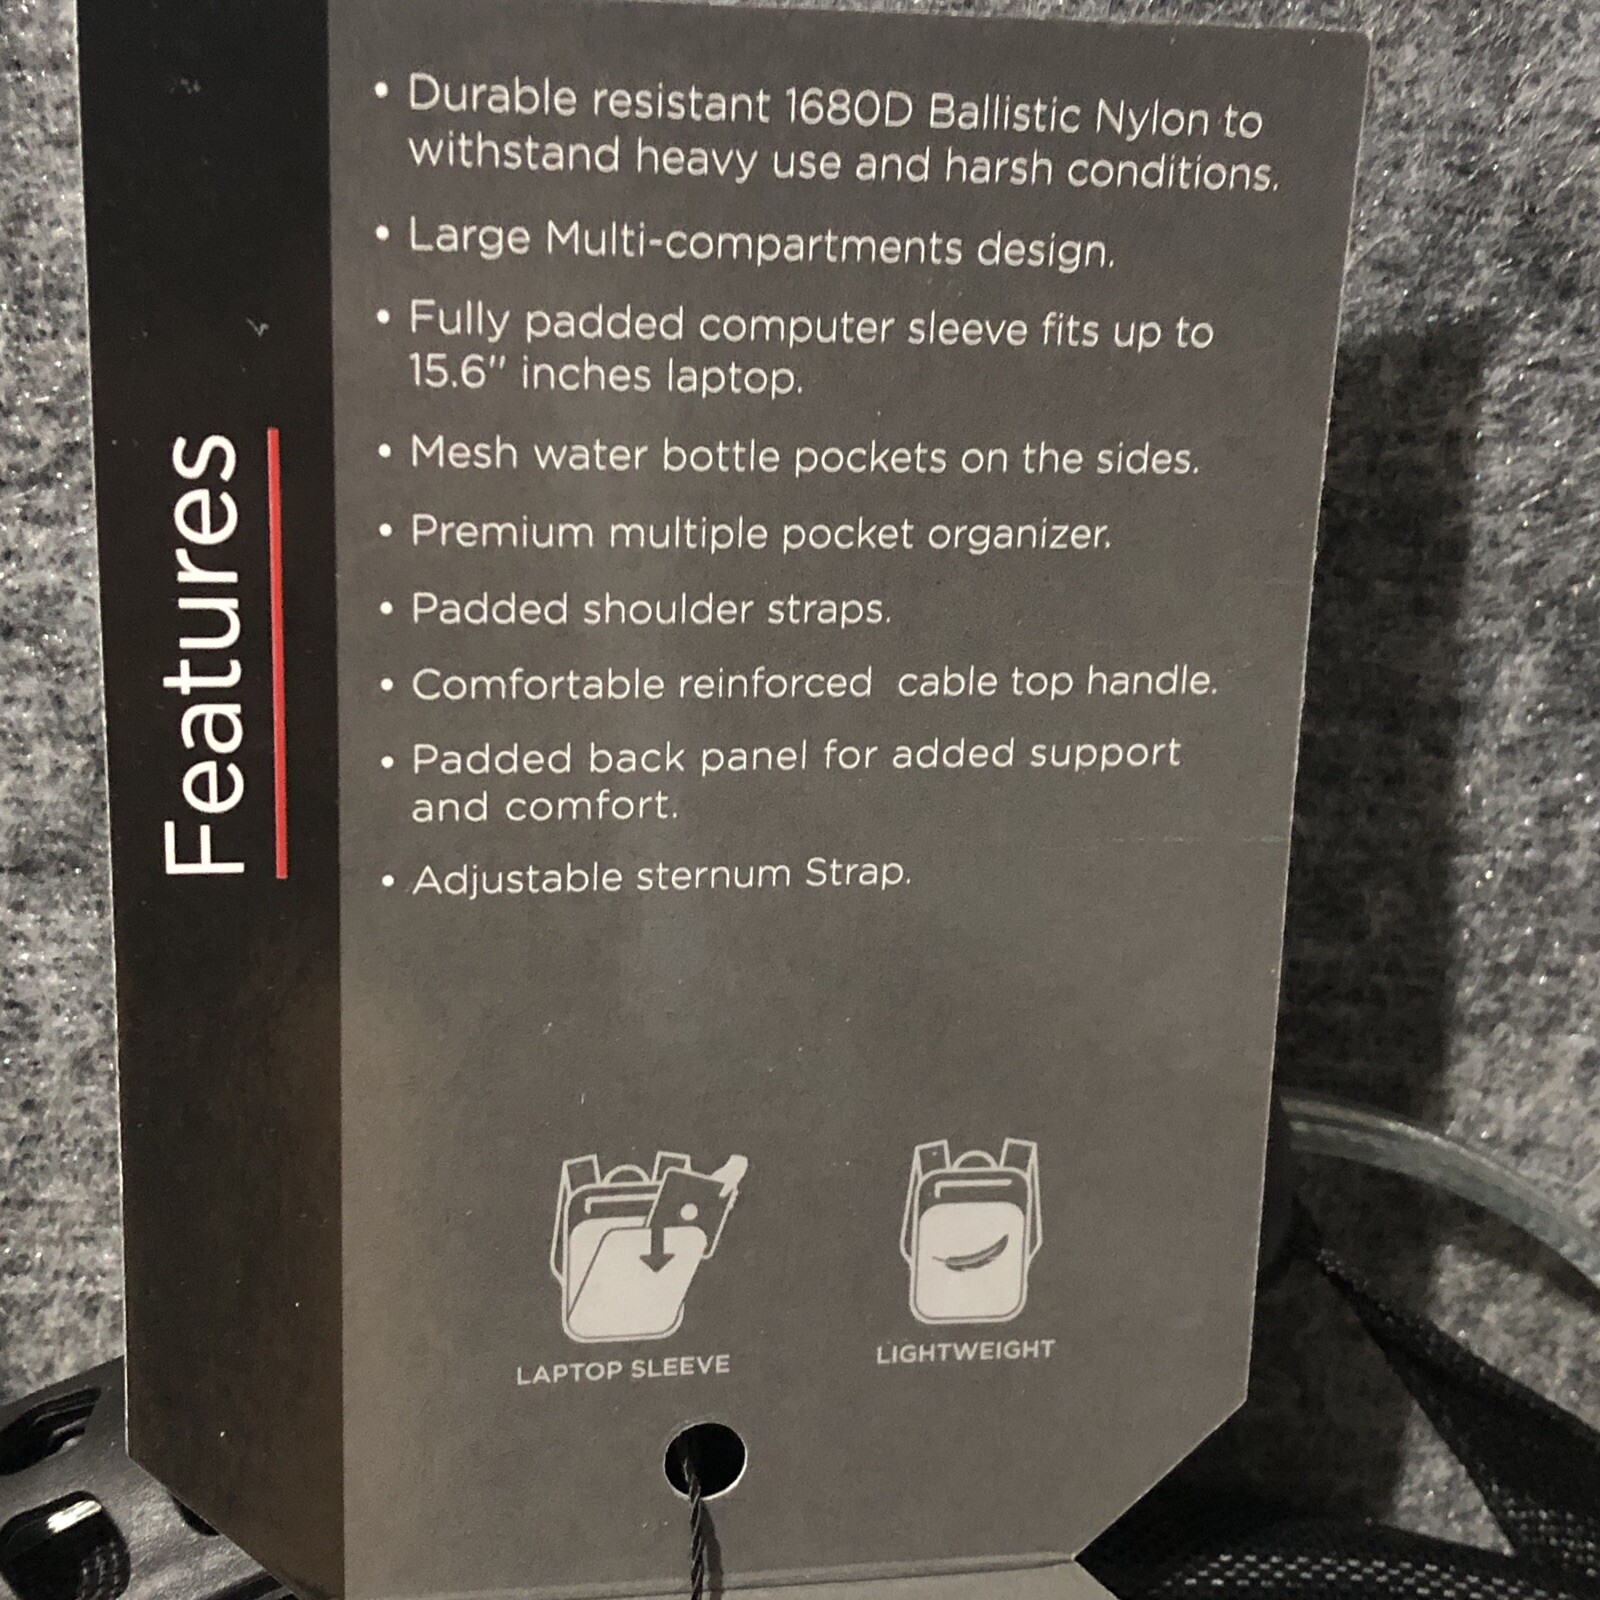 Features
• Durable resistant 1680D Ballistic Nylon to
withstand heavy use and harsh conditions.
• Large Multi-compartments design.
• Fully padded computer sleeve fits up to
15.6" inches laptop.
• Mesh water bottle pockets on the sides.
• Premium multiple pocket organizer.
• Padded shoulder straps.
• Comfortable reinforced cable top handle.
• Padded back panel for added support
and comfort.
• Adjustable sternum Strap.
LAPTOP SLEEVE
LIGHTWEIGHT